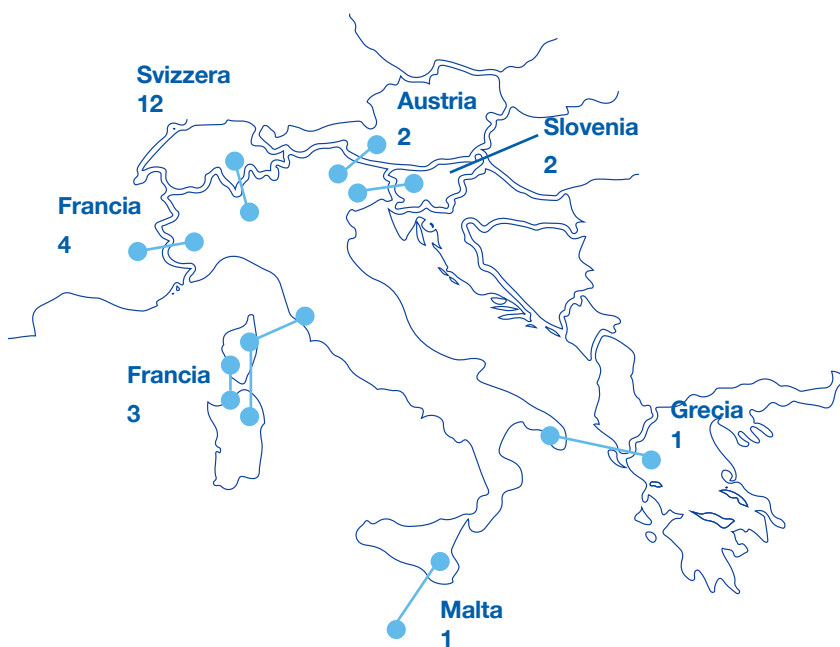 Svizzera
12
Austria
2
Slovenia
2
Francia
4
Francia
3
Grecia
1
Malta
1